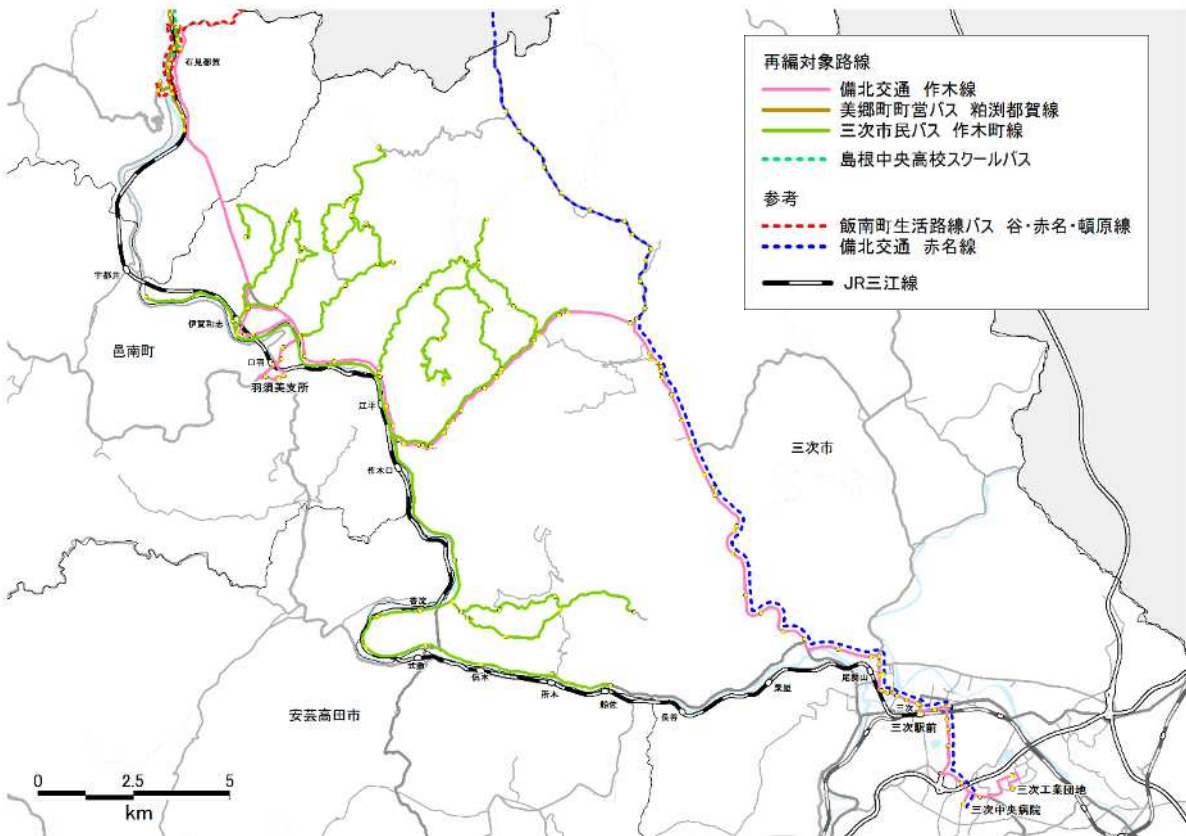 再編対象路線
備北交通 作木線
美郷町町営バス 粕渕都賀線
三次市民バス 作木町線
島根中央高校スクールバス
参考
飯南町生活路線バス 谷・赤名・頓原線
備北交通 赤名線
JR三江線
石見都賀
宇都井
伊賀和志
邑南町
口羽
羽須美支所
江平
作木口
三次市
香淀
式敷
信木
所木
船佐
長谷
粟屋
尾関山
三次
三次駅前
安芸高田市
三次工業団地
三次中央病院
0 2.5 5
km